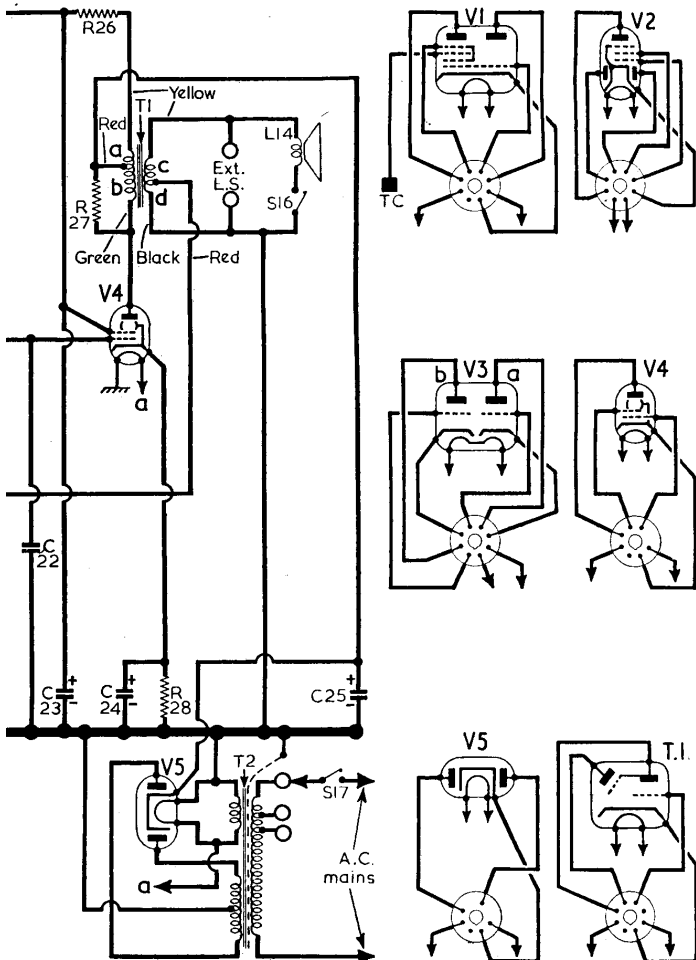 R26
V1
V2
Yellow
T1
Red
a
b
c
d
Ext.
L.S.
L14
S16
R
27
TC
Green
Black
Red
V4
a
b
V3
a
V4
C
22
C
23
C
24
R
28
C25
V5
T2
S17
V5
T.I.
A.C.
mains
a